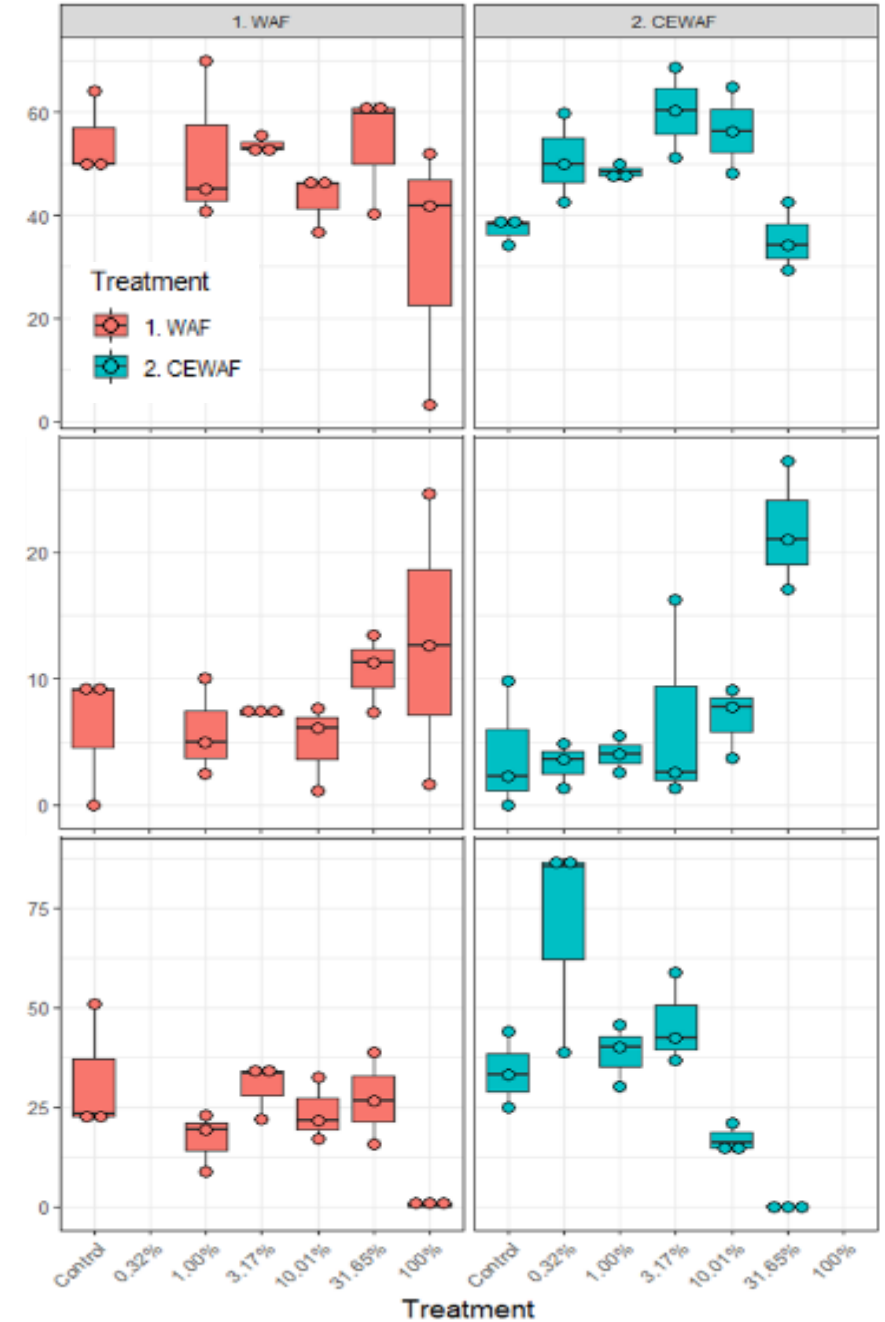 1. WAF
2. CEWAF
60
40
20
0
Treatment
1. WAF
2. CEWAF
20
10
0
75
50
25
0
Control
0,32%
1.00%
3.17%
10,01%
31.65%
100%
Control
0.32%
1.00%
3.17%
10,01%
31.65%
100%
Treatment